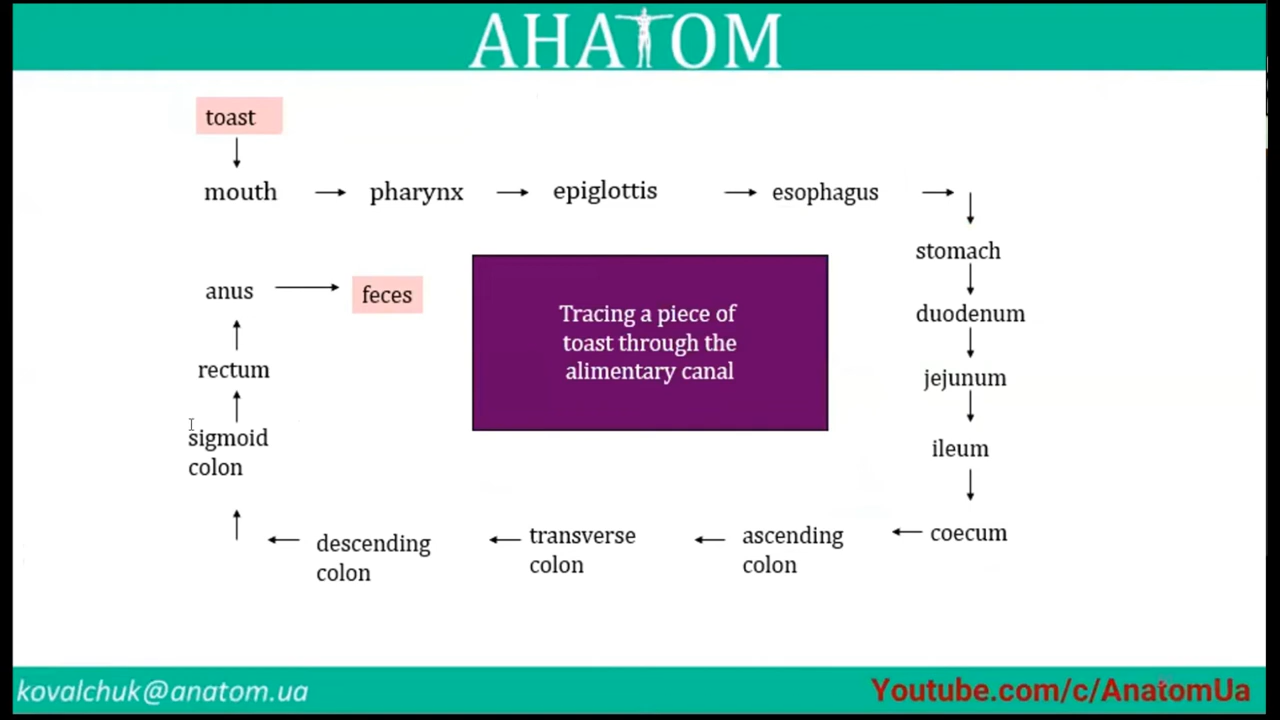 АНАТОМ
toast
mouth
pharynx
epiglottis
esophagus
stomach
duodenum
jejunum
ileum
coecum
ascending
colon
transverse
colon
descending
colon
sigmoid
colon
rectum
anus
feces
Tracing a piece of
toast through the
alimentary canal
kovalchuk@anatom.ua
Youtube.com/c/AnatomUa